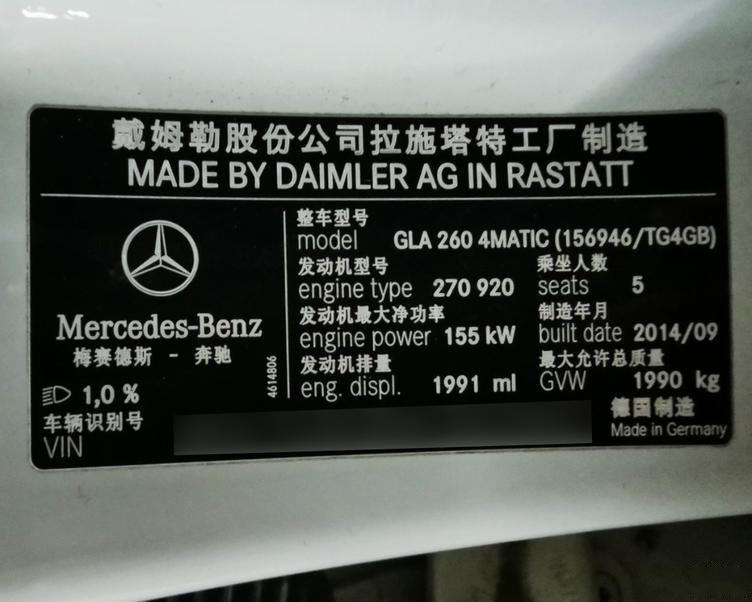 戴姆勒股份公司拉施塔特工厂制造
MADE BY DAIMLER AG IN RASTATT
Mercedes-Benz
梅赛德斯 - 奔驰
1,0 %
4614806
整车型号
model GLA 260 4MATIC (156946/TG4GB)
发动机型号 乘坐人数
engine type 270 920 seats 5
发动机最大净功率 制造年月
engine power 155 kW built date 2014/09
发动机排量 最大允许总质量
eng. displ. 1991 ml GVW 1990 kg
车辆识别号 德国制造
VIN Made in Germany